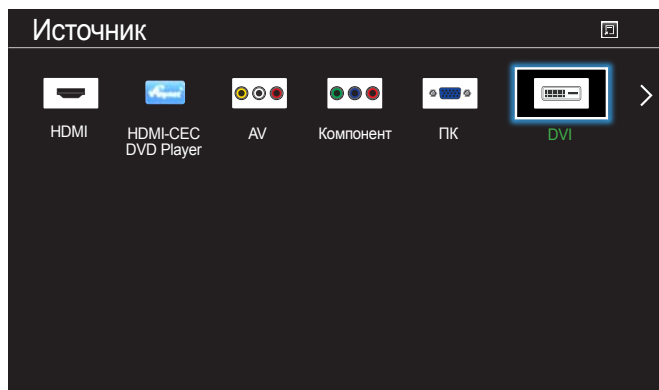 Источник
HDMI
HDMI-CEC
DVD Player
AV
Компонент
ПК
DVI